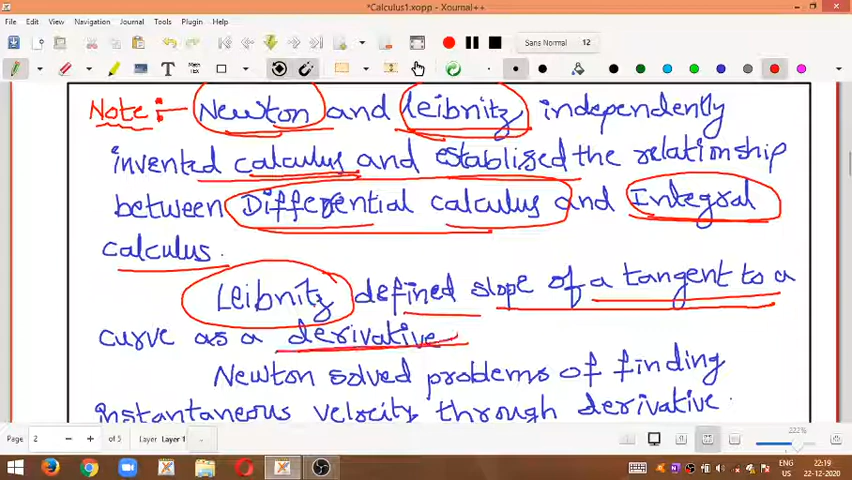 *Calculus1.xopp - Xournal++
File Edit View Navigation Journal Tools Plugin Help
Sans Normal 12
Note:- Newton and Leibnitz independently
invented calculus and establised the relationship
between Differential calculus and Integral
calculus.
Leibnitz defined slope of a tangent to a
curve as a derivative
Newton solved problems of finding
instantaneous velocity through derivative.
222%
Page 2 of 5 Layer Layer 1
ENG 22:19
US 22-12-2020